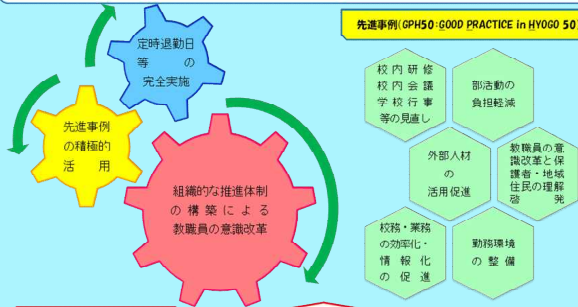 定時退勤日
等の
完全実施
先進事例
の積極的
活用
組織的な推進体制
の構築による
教職員の意識改革
先進事例(GPH50:GOOD PRACTICE in HYOGO 50)
校内研修
校内会議
学校行事
等の見直し
部活動の
負担軽減
外部人材
の
活用促進
教職員の意
識改革と保
護者・地域
住民の理解
啓発
校務・業務
の効率化・
情報化
の促進
勤務環境
の整備